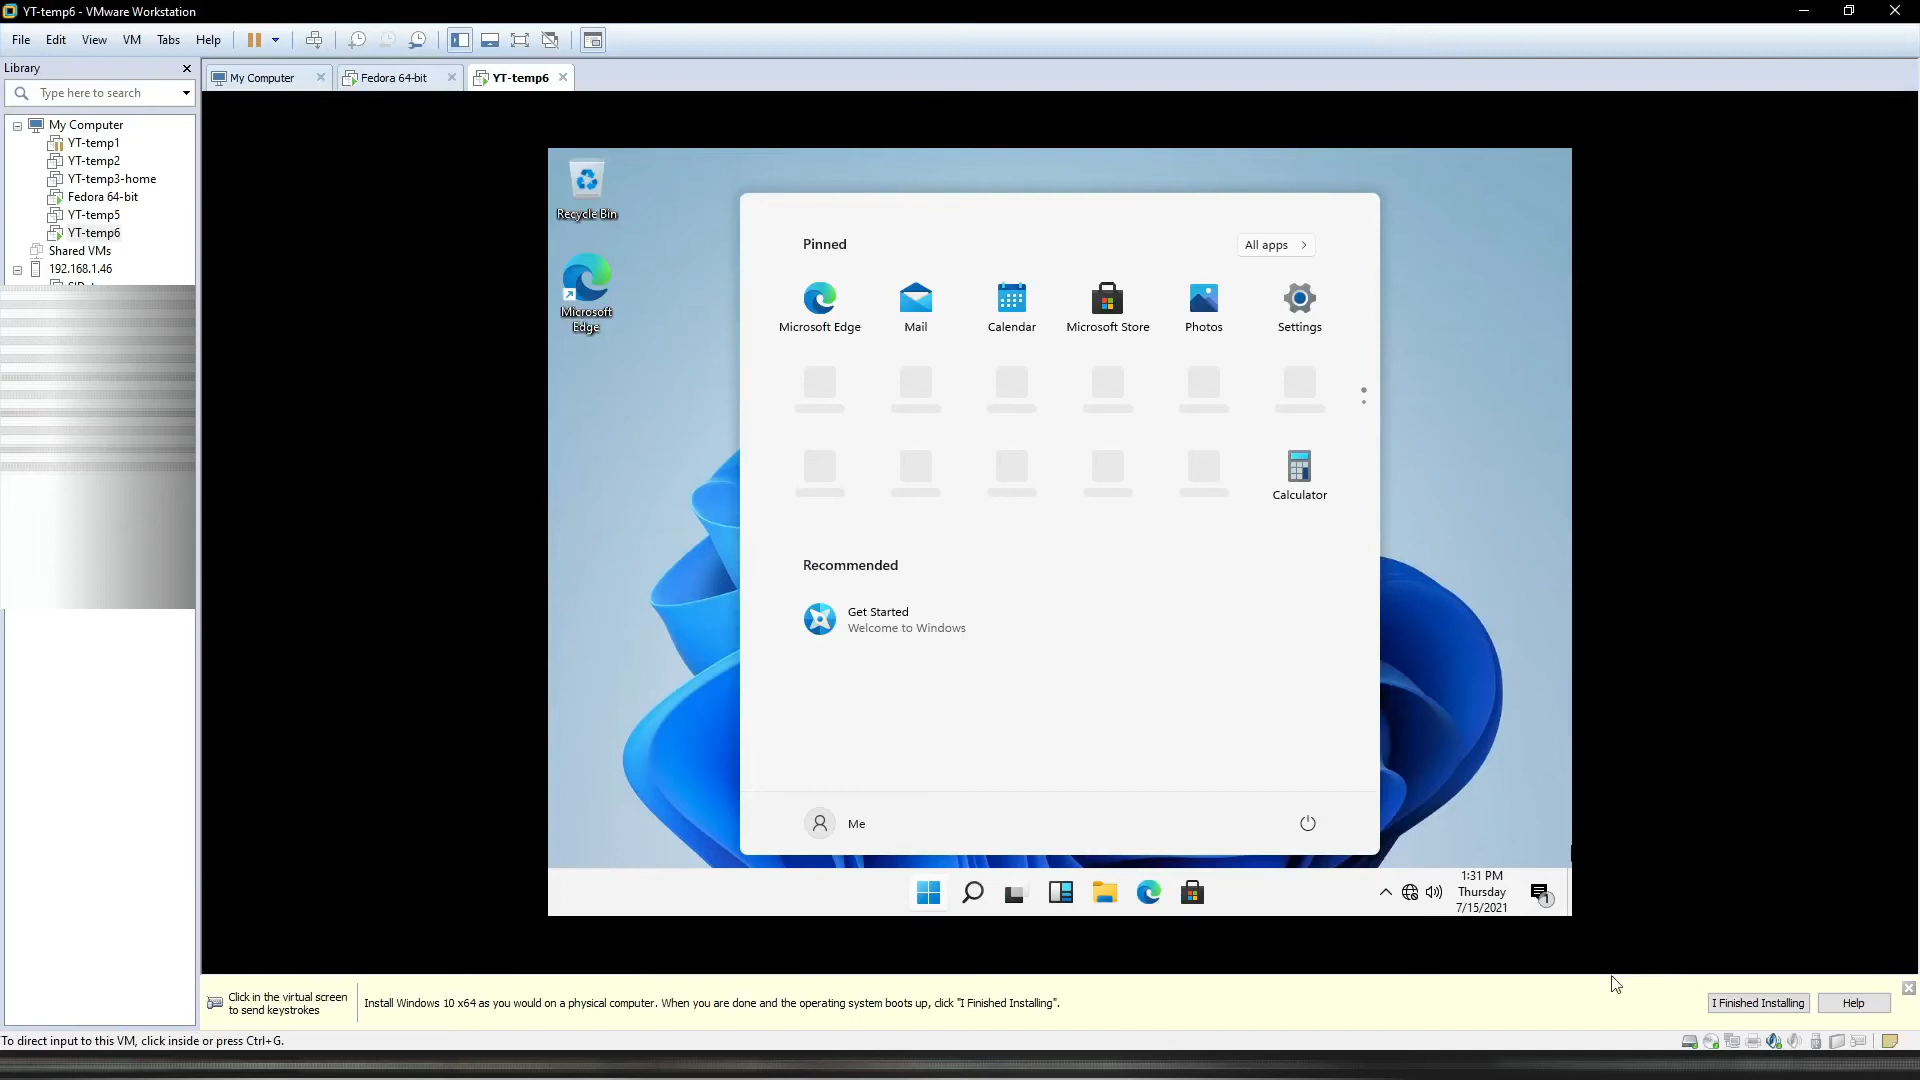 YT-temp6 - VMware Workstation
File Edit View VM Tabs Help
Library
Type here to search
My Computer
YT-temp1
YT-temp2
YT-temp3-home
Fedora 64-bit
YT-temp5
YT-temp6
Shared VMs
192.168.1.46
My Computer
Fedora 64-bit
YT-temp6
Recycle Bin
Microsoft
Edge
Pinned
All apps
Microsoft Edge
Mail
Calendar
Microsoft Store
Photos
Settings
Calculator
Recommended
Get Started
Welcome to Windows
Me
1:31 PM
Thursday
7/15/2021
1
Click in the virtual screen
to send keystrokes
Install Windows 10 x64 as you would on a physical computer. When you are done and the operating system boots up, click "I Finished Installing".
I Finished Installing
Help
To direct input to this VM, click inside or press Ctrl+G.